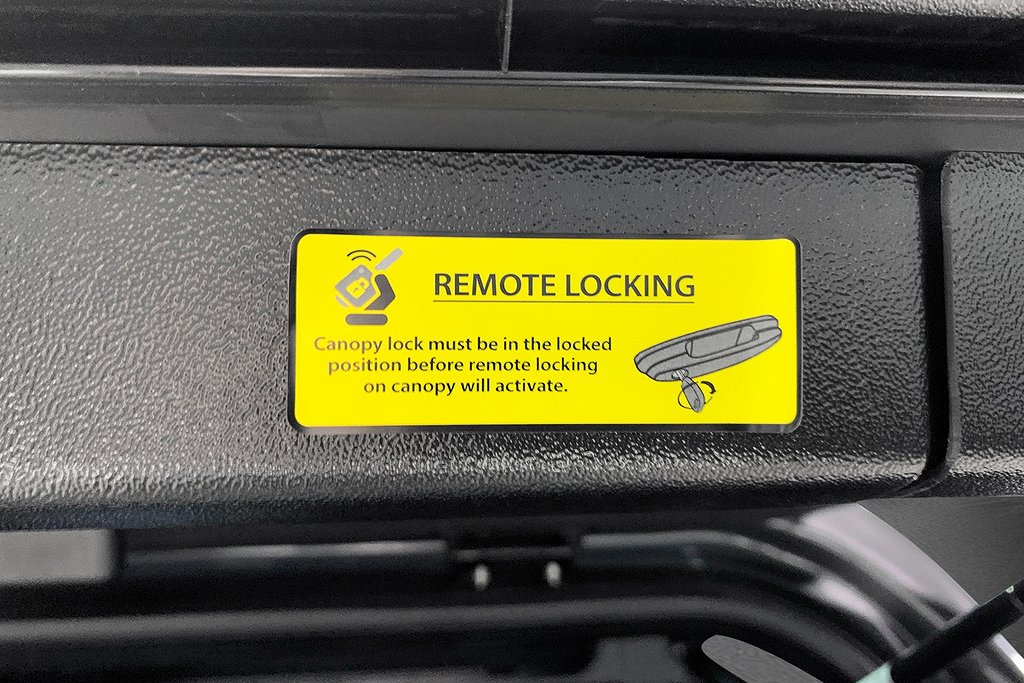 REMOTE LOCKING
Canopy lock must be in the locked
position before remote locking
on canopy will activate.